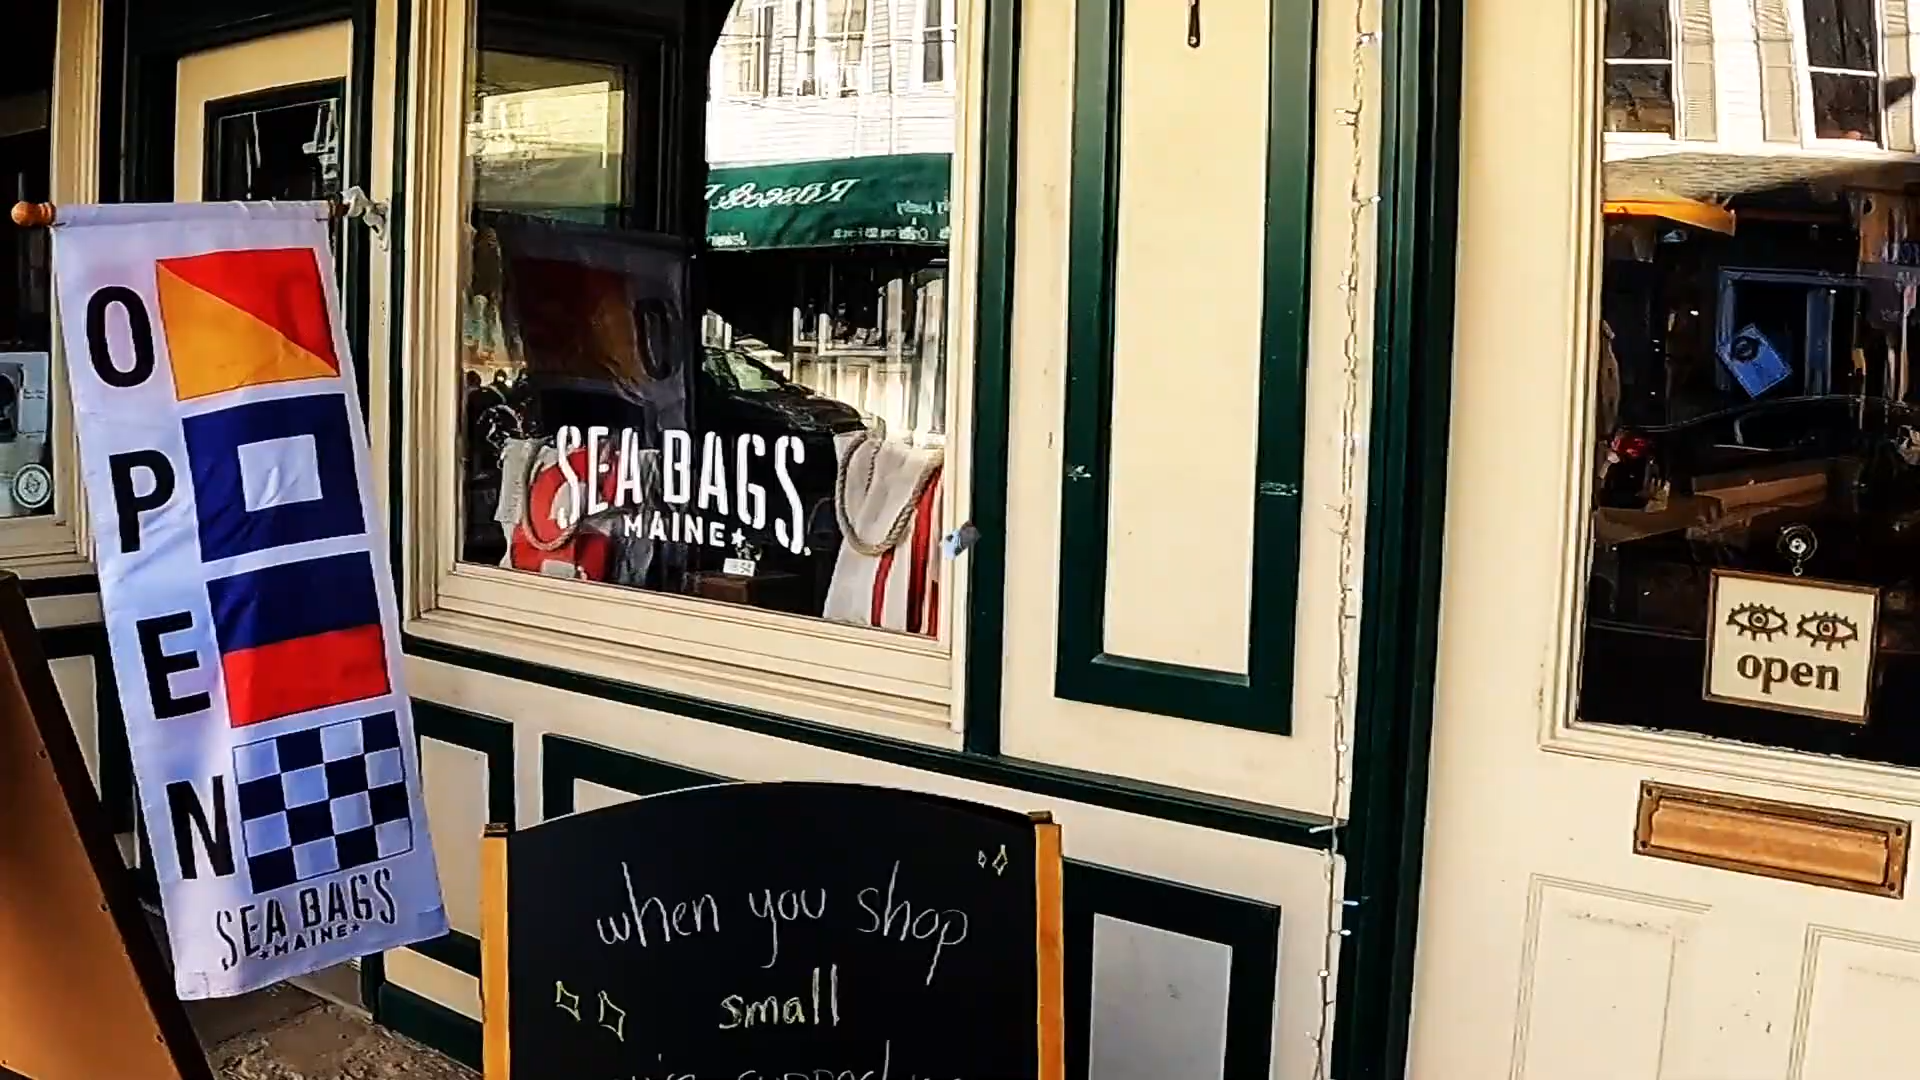 O
P
E
N
SEA BAGS
MAINE
SEA BAGS
MAINE
when you shop
small
open